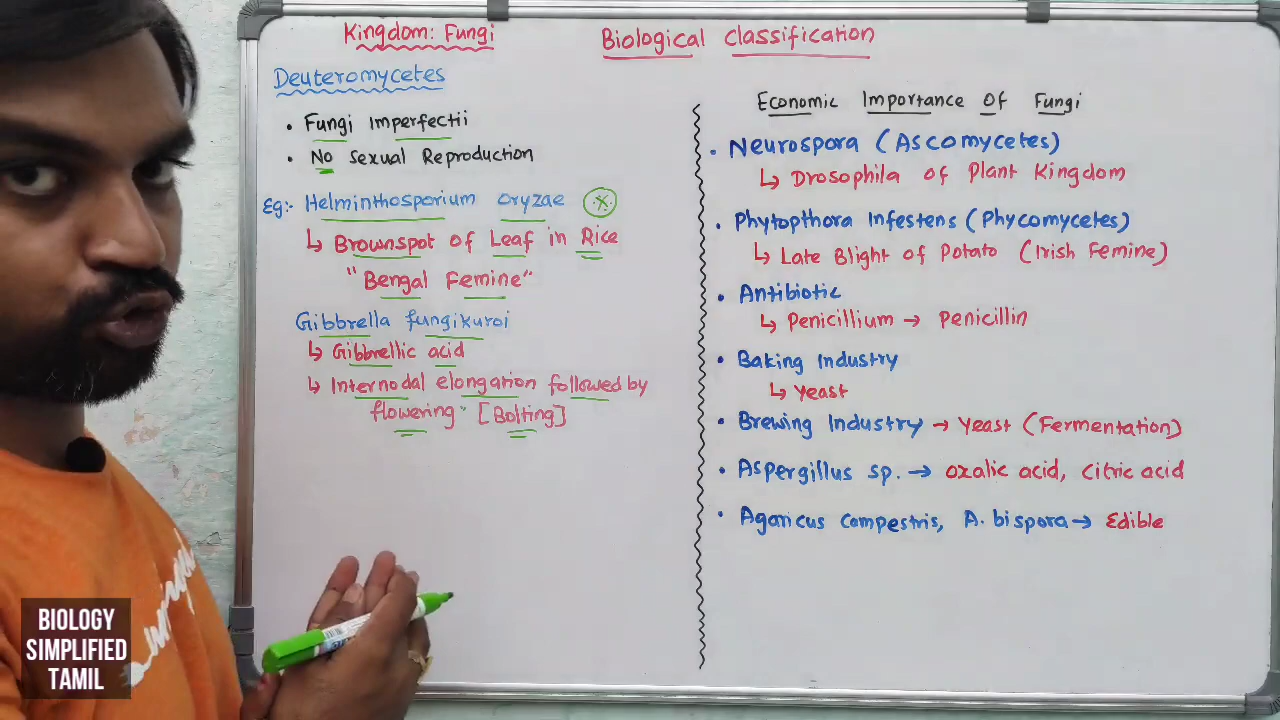 Kingdom: Fungi
Biological classification
Deuteromycetes
• Fungi Imperfectii
• No Sexual Reproduction
Eg:- Helminthosporium oryzae
↳ Brownspot of Leaf in Rice
"Bengal Femine"
Gibbrella fungikuroi
↳ Gibbrellic acid
↳ Internodal elongation followed by
flowering" [Bolting]
Economic Importance Of Fungi
• Neurospora (Ascomycetes)
↳ Drosophila of Plant Kingdom
• Phytopthora Infestens (Phycomycetes)
↳ Late Blight of Potato (Irish Femine)
• Antibiotic
↳ Penicillium → Penicillin
• Baking Industry
↳ Yeast
• Brewing Industry → Yeast (Fermentation)
• Aspergillus sp. → oxalic acid, citric acid
• Agaricus Compestris, A. bispora → Edible
BIOLOGY
SIMPLIFIED
TAMIL